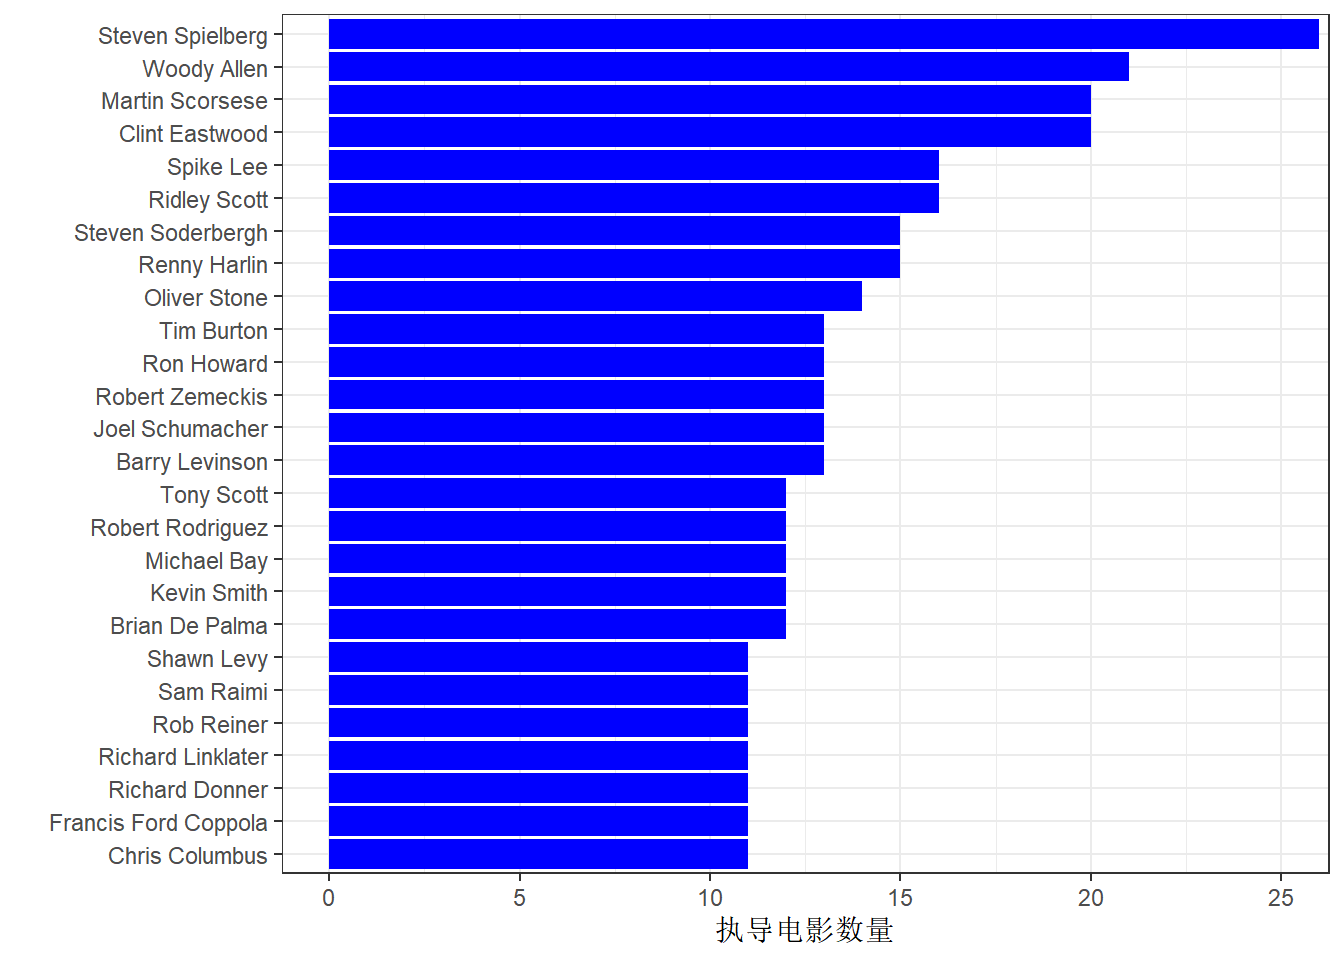 Steven Spielberg
Woody Allen
Martin Scorsese
Clint Eastwood
Spike Lee
Ridley Scott
Steven Soderbergh
Renny Harlin
Oliver Stone
Tim Burton
Ron Howard
Robert Zemeckis
Joel Schumacher
Barry Levinson
Tony Scott
Robert Rodriguez
Michael Bay
Kevin Smith
Brian De Palma
Shawn Levy
Sam Raimi
Rob Reiner
Richard Linklater
Richard Donner
Francis Ford Coppola
Chris Columbus
0 5 10 15 20 25
执导电影数量